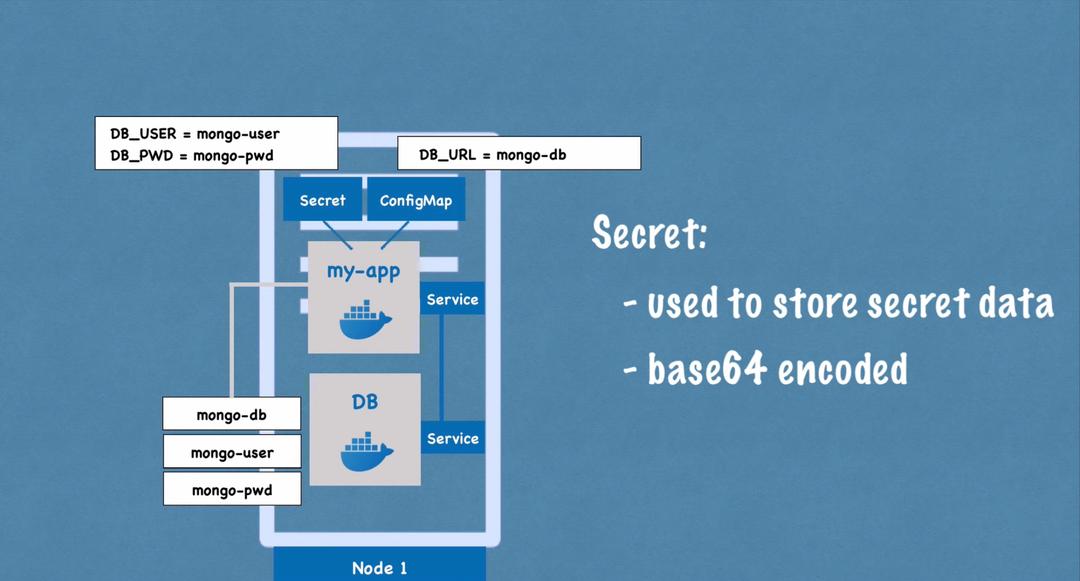 DB_USER = mongo-user
DB_PWD = mongo-pwd
DB_URL = mongo-db
Secret
ConfigMap
my-app
Service
DB
Service
mongo-db
mongo-user
mongo-pwd
Node 1
Secret:
- used to store secret data
- base64 encoded